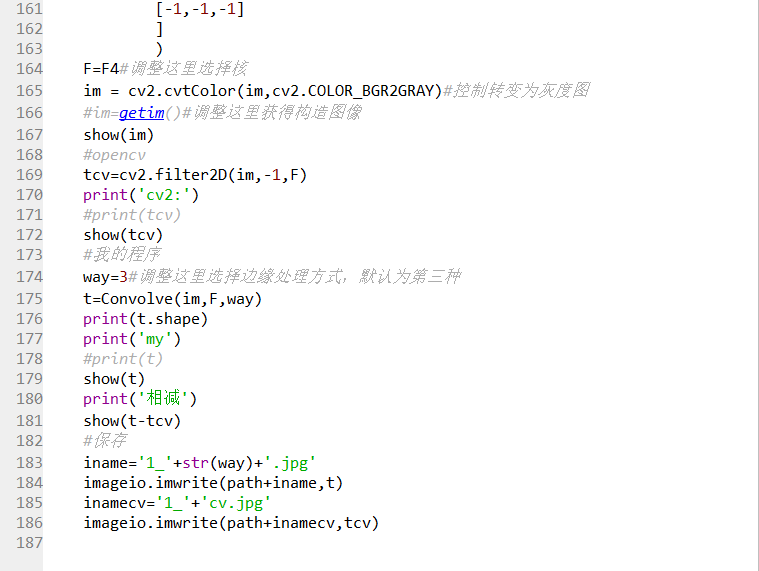 161 [-1,-1,-1]
162 ]
163 )
164 F=F4#调整这里选择核
165 im = cv2.cvtColor(im,cv2.COLOR_BGR2GRAY)#控制转变为灰度图
166 #im=getim()#调整这里获得构造图像
167 show(im)
168 #opencv
169 tcv=cv2.filter2D(im,-1,F)
170 print('cv2:')
171 #print(tcv)
172 show(tcv)
173 #我的程序
174 way=3#调整这里选择边缘处理方式，默认为第三种
175 t=Convolve(im,F,way)
176 print(t.shape)
177 print('my')
178 #print(t)
179 show(t)
180 print('相减')
181 show(t-tcv)
182 #保存
183 iname='1_'+str(way)+'.jpg'
184 imageio.imwrite(path+iname,t)
185 inamecv='1_'+'cv.jpg'
186 imageio.imwrite(path+inamecv,tcv)
187